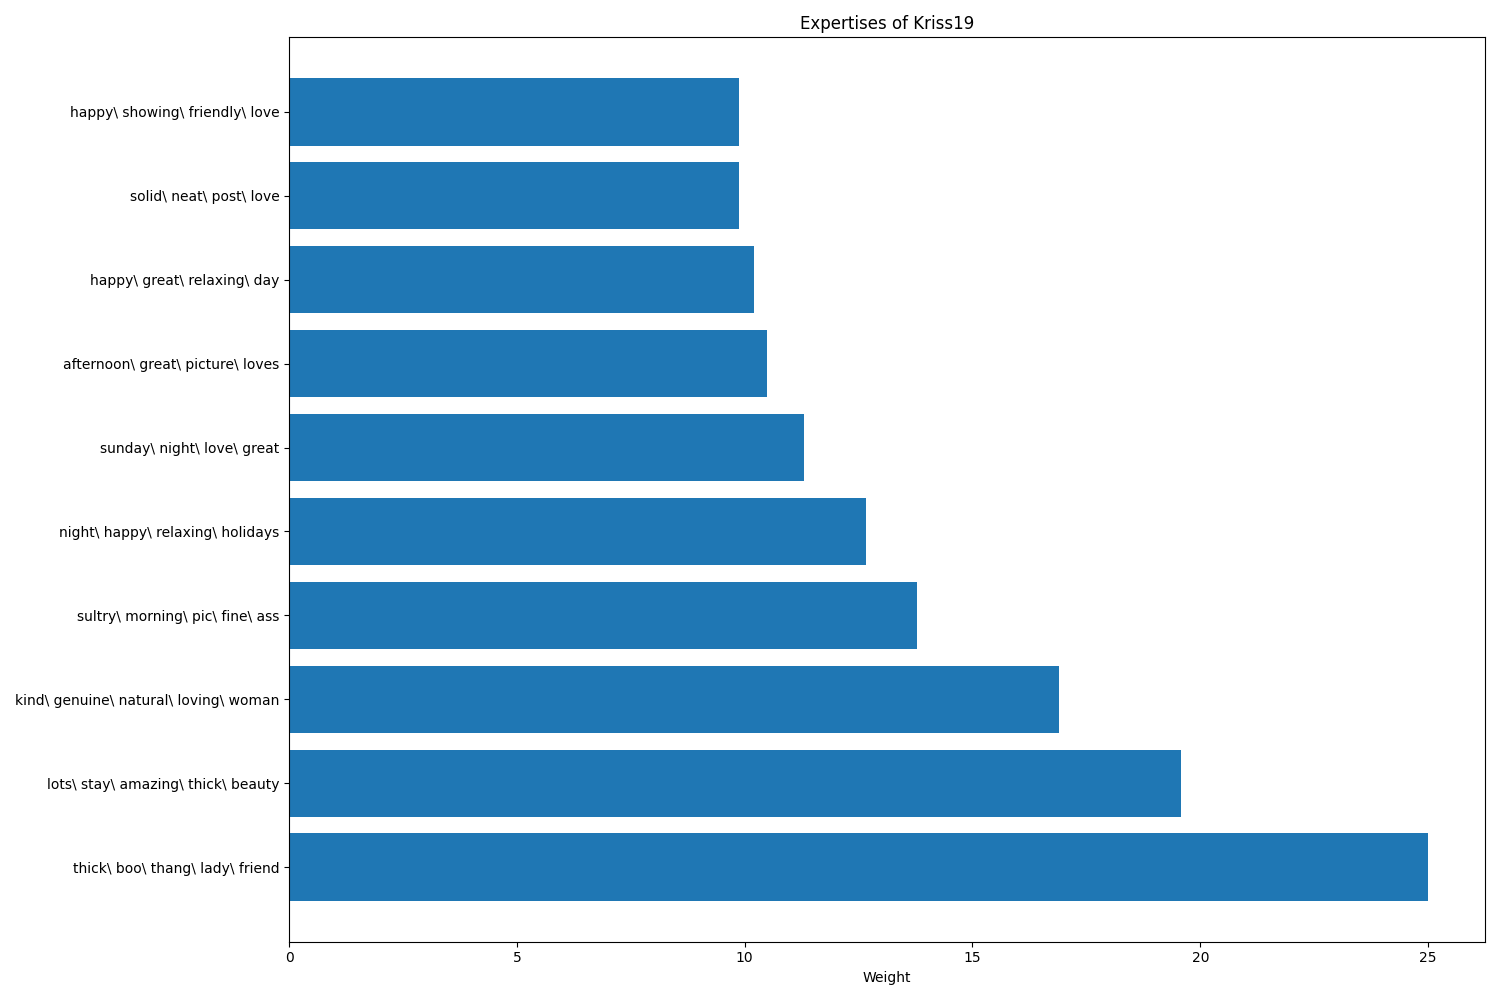 Expertises of Kriss19
happy\ showing\ friendly\ love
solid\ neat\ post\ love
happy\ great\ relaxing\ day
afternoon\ great\ picture\ loves
sunday\ night\ love\ great
night\ happy\ relaxing\ holidays
sultry\ morning\ pic\ fine\ ass
kind\ genuine\ natural\ loving\ woman
lots\ stay\ amazing\ thick\ beauty
thick\ boo\ thang\ lady\ friend
0 5 10 15 20 25
Weight